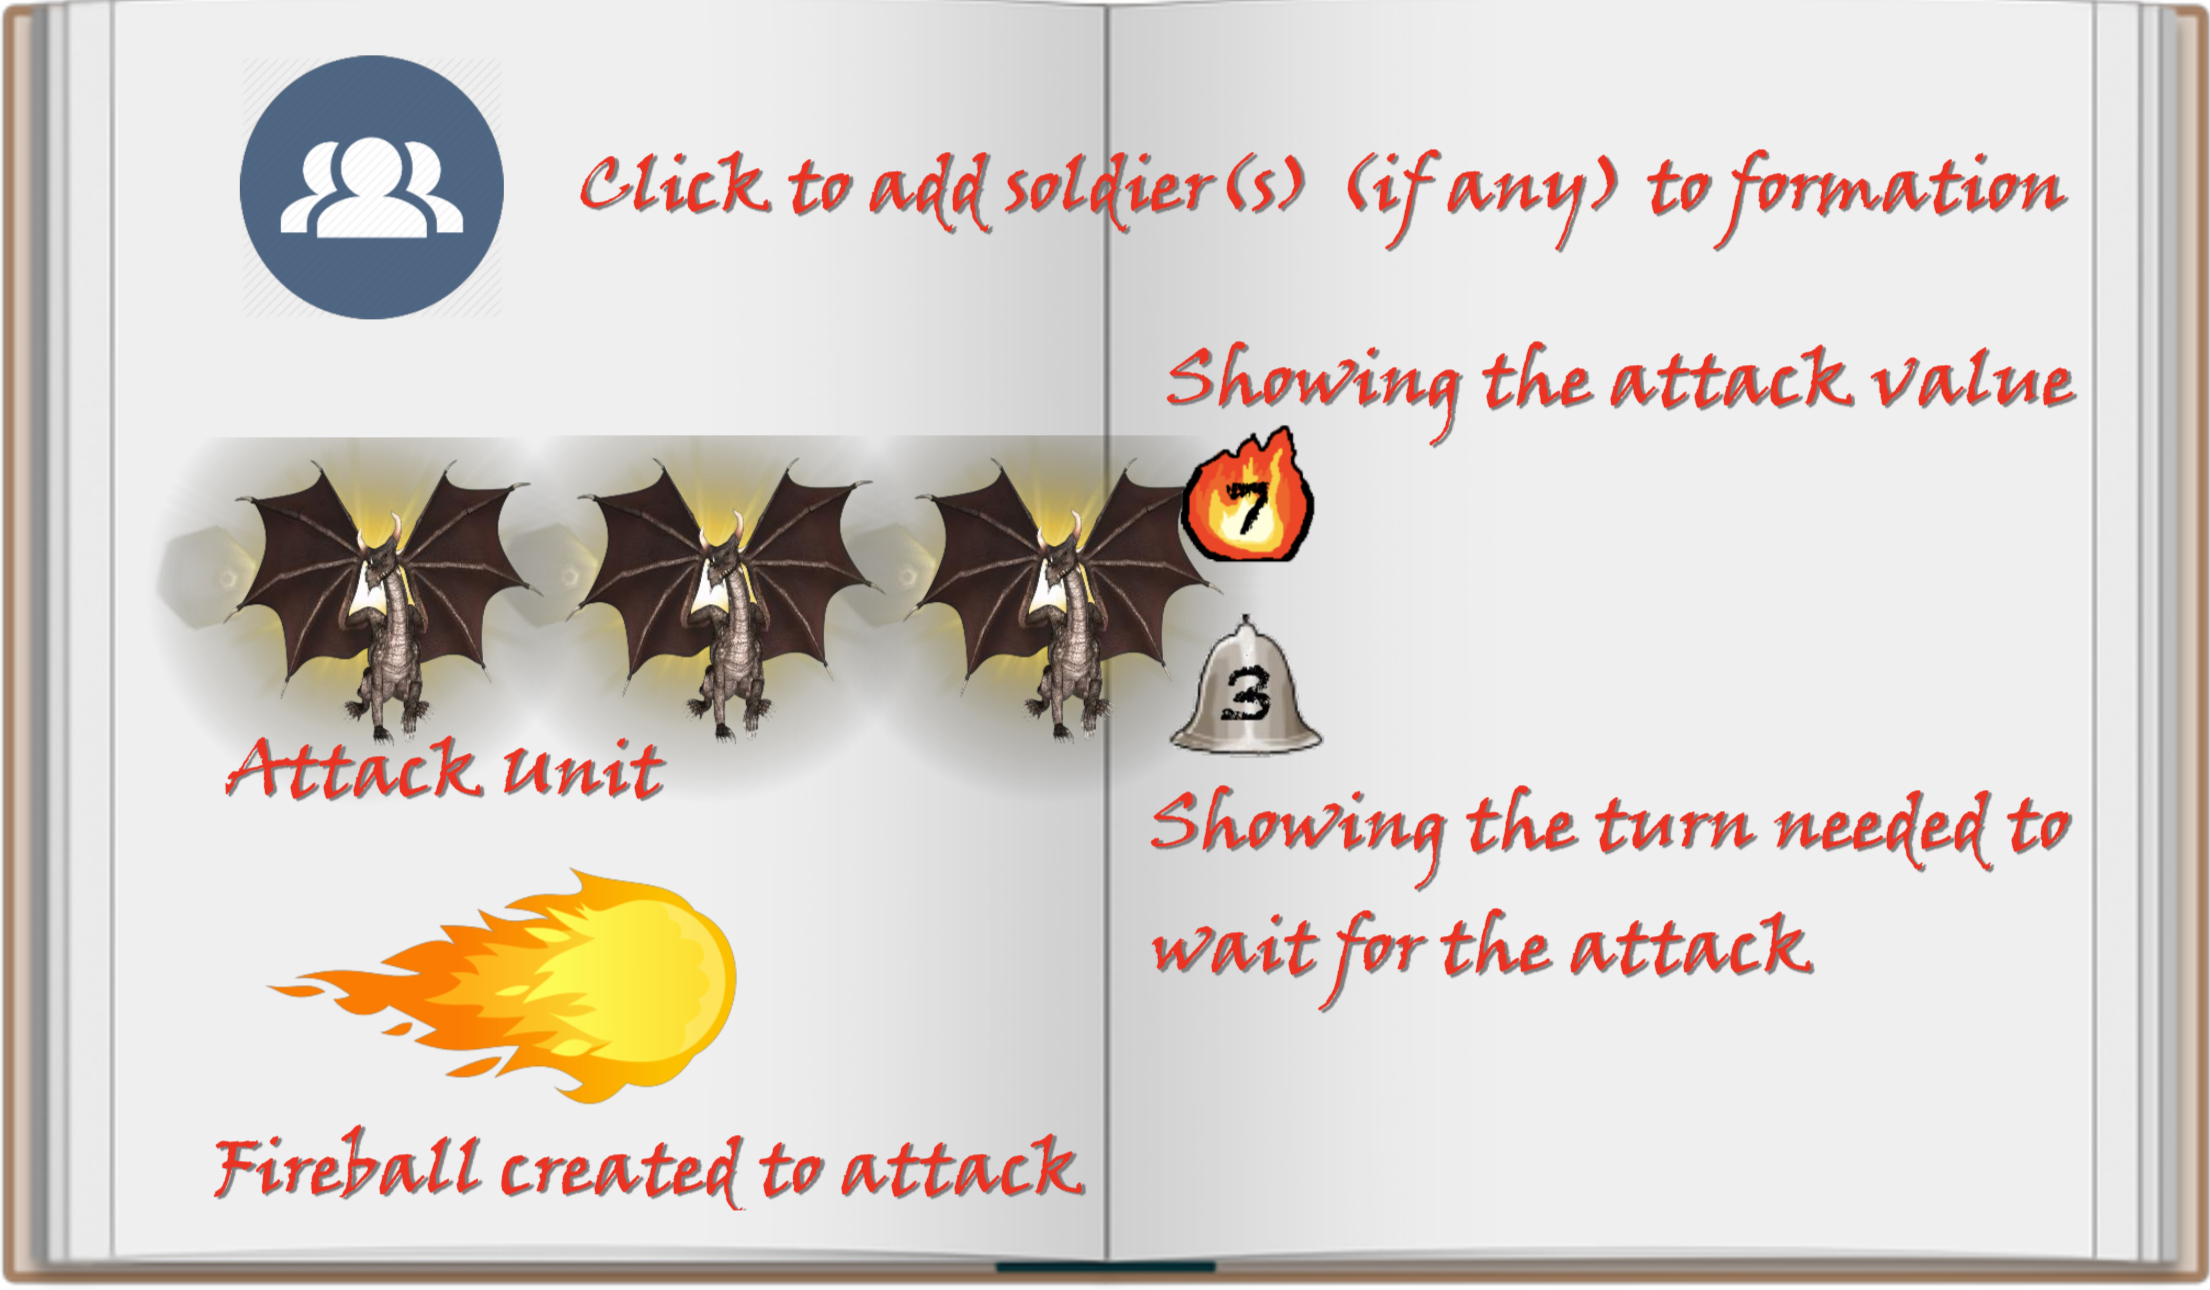 Click to add soldier(s) (if any) to formation
Showing the attack value
7
3
Attack Unit
Showing the turn needed to
wait for the attack
Fireball created to attack